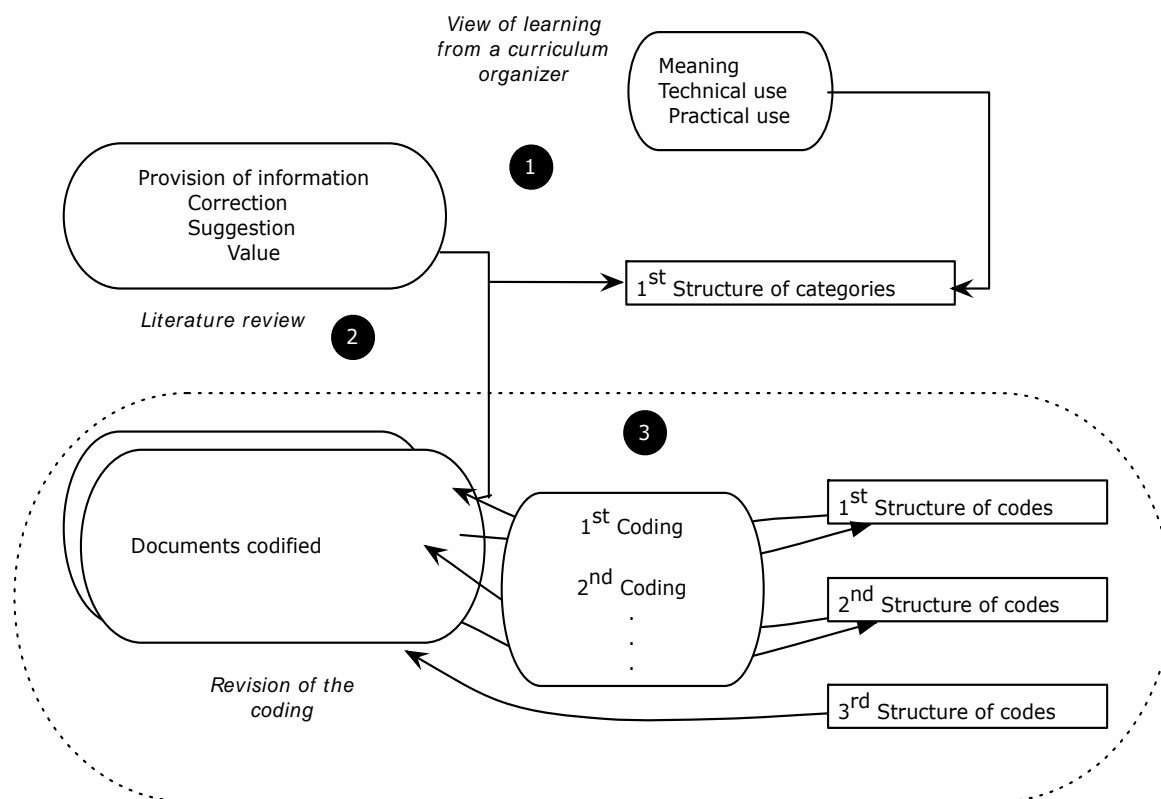 View of learning
from a curriculum
organizer
Meaning
Technical use
Practical use
1
Provision of information
Correction
Suggestion
Value
1st Structure of categories
Literature review
2
3
1st Structure of codes
1st Coding
Documents codified
2nd Coding
2nd Structure of codes
.
.
.
Revision of the
coding
3rd Structure of codes